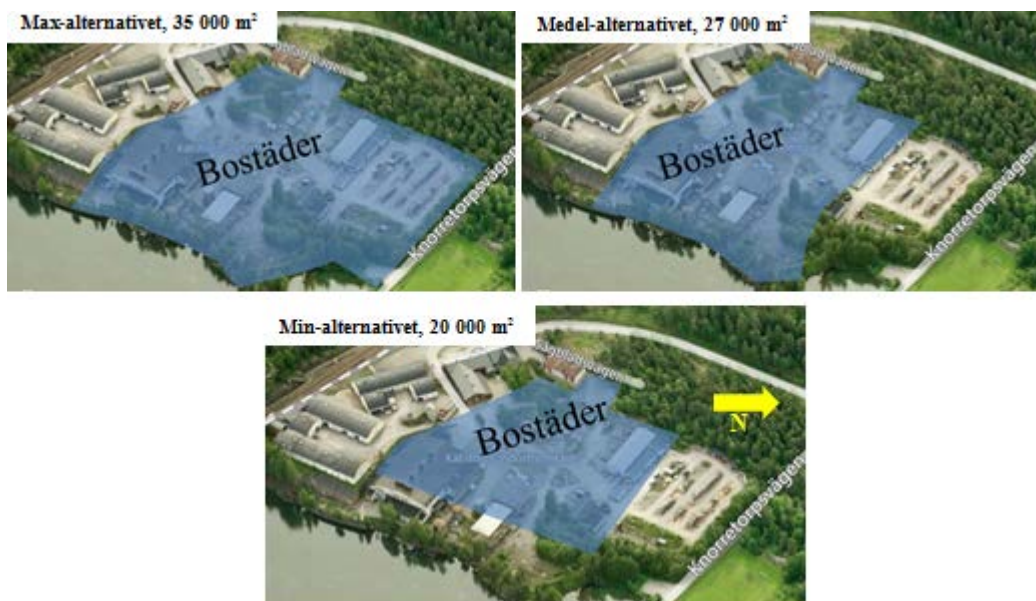 Max-alternativet, 35 000 m²
Bostäder
Knorretorpsvägen
Medel-alternativet, 27 000 m²
Bostäder
Knorretorpsvägen
Min-alternativet, 20 000 m²
Bostäder
N
Knorretorpsvägen